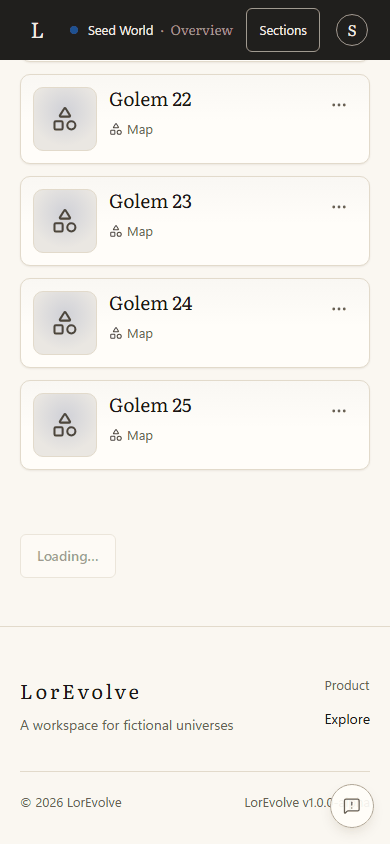 L Seed World · Overview Sections S
Golem 22
Map
Golem 23
Map
Golem 24
Map
Golem 25
Map
Loading...
LorEvolve
Product
A workspace for fictional universes
Explore
© 2026 LorEvolve
LorEvolve v1.0.0